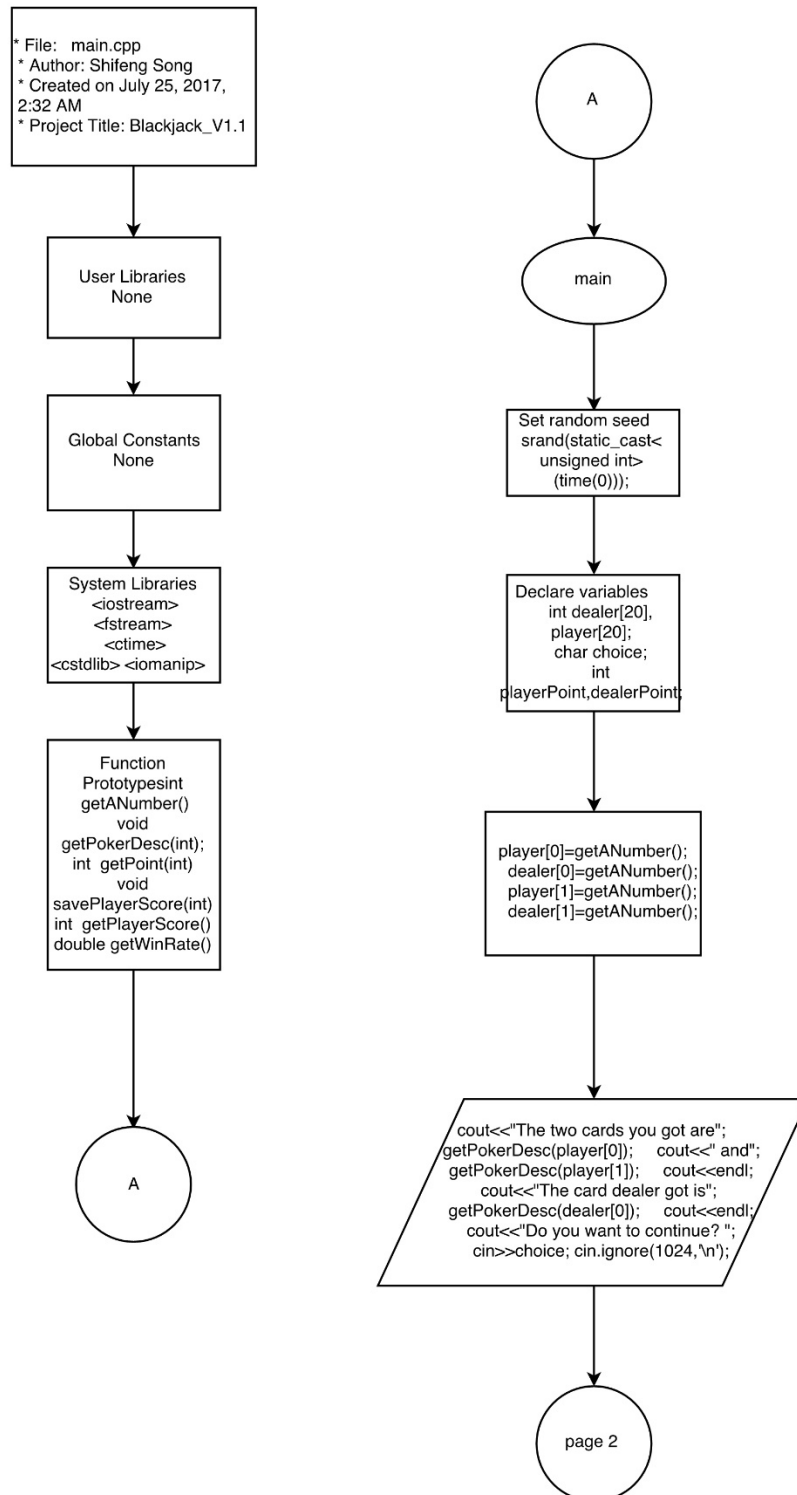 * File:   main.cpp
* Author: Shifeng Song
* Created on July 25, 2017,
2:32 AM
* Project Title: Blackjack_V1.1
User Libraries
None
Global Constants
None
System Libraries
<iostream>
<fstream>
<ctime>
<cstdlib> <iomanip>
Function
Prototypesint
getANumber()
void
getPokerDesc(int);
int  getPoint(int)
void
savePlayerScore(int)
int  getPlayerScore()
double getWinRate()
A
A
main
Set random seed
srand(static_cast<
unsigned int>
(time(0)));
Declare variables
int dealer[20],
player[20];
char choice;
int
playerPoint,dealerPoint;
player[0]=getANumber();
dealer[0]=getANumber();
player[1]=getANumber();
dealer[1]=getANumber();
cout<<"The two cards you got are";
getPokerDesc(player[0]);    cout<<" and";
getPokerDesc(player[1]);    cout<<endl;
cout<<"The card dealer got is";
getPokerDesc(dealer[0]);    cout<<endl;
cout<<"Do you want to continue? ";
cin>>choice; cin.ignore(1024,'\n');
page 2